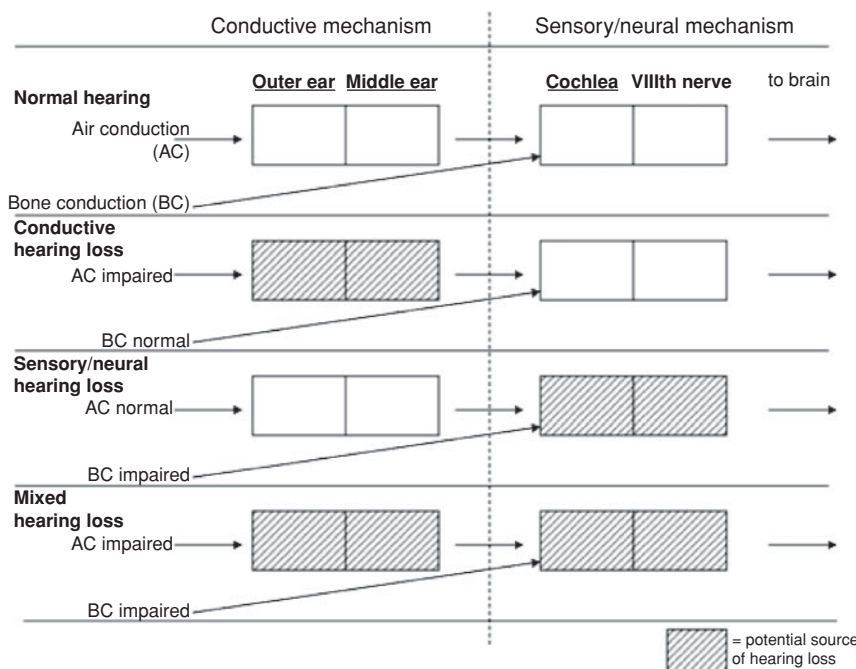 Conductive mechanism
Sensory/neural mechanism
Outer ear Middle ear
Cochlea VIIIth nerve
to brain
Normal hearing
Air conduction
(AC)
Bone conduction (BC)
Conductive
hearing loss
AC impaired
BC normal
Sensory/neural
hearing loss
AC normal
BC impaired
Mixed
hearing loss
AC impaired
BC impaired
= potential source
of hearing loss